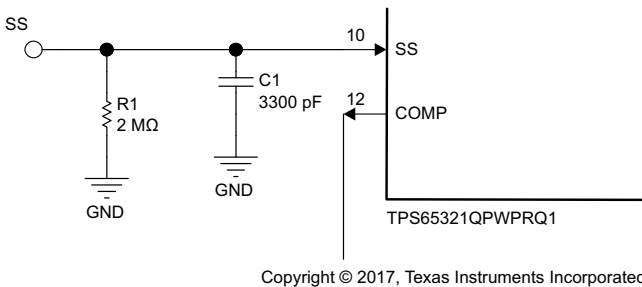 SS
10
SS
C1
3300 pF
R1
2 MΩ
12
COMP
GND
GND
TPS65321QPWPRQ1
Copyright © 2017, Texas Instruments Incorporated